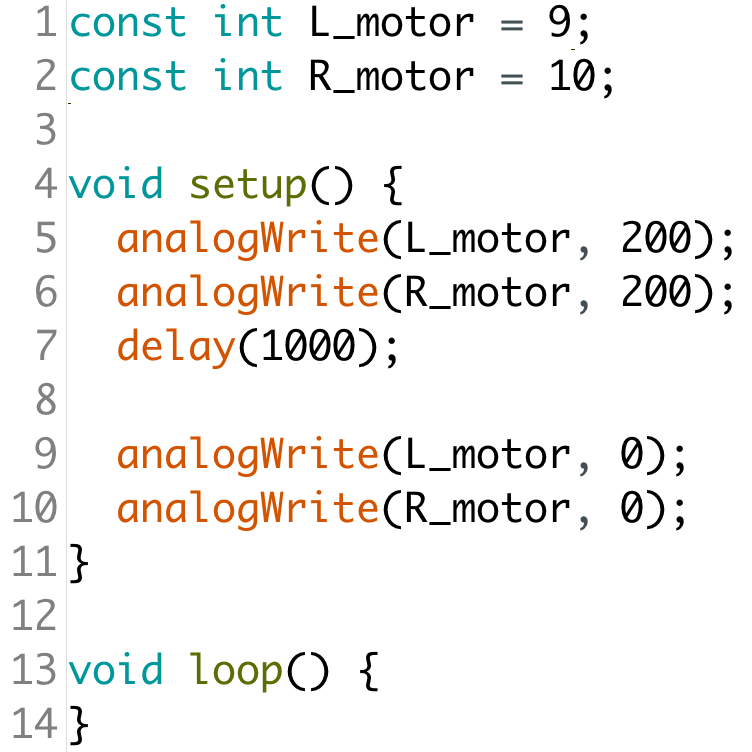 1 const int L_motor = 9;
2 const int R_motor = 10;
3
4 void setup() {
5   analogWrite(L_motor, 200);
6   analogWrite(R_motor, 200);
7   delay(1000);
8
9   analogWrite(L_motor, 0);
10   analogWrite(R_motor, 0);
11 }
12
13 void loop() {
14 }